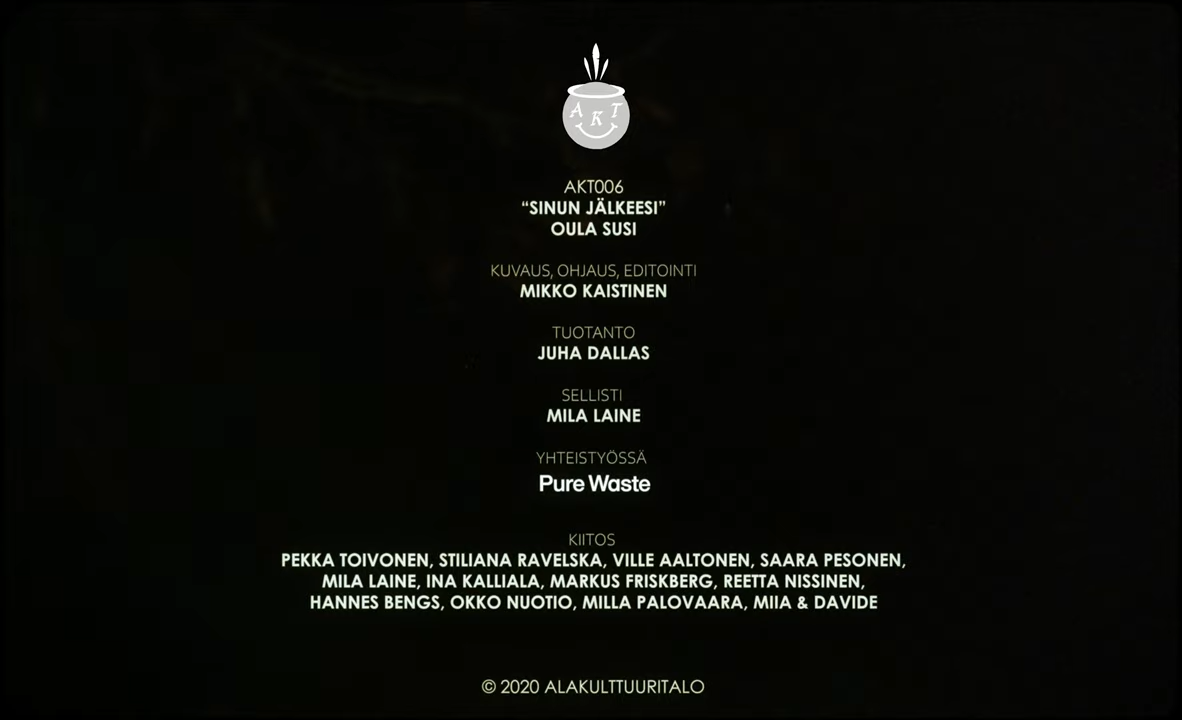 AKT
AKT006
“SINUN JÄLKEESI”
OULA SUSI
KUVAUS, OHJAUS, EDITOINTI
MIKKO KAISTINEN
TUOTANTO
JUHA DALLAS
SELLISTI
MILA LAINE
YHTEISTYÖSSÄ
Pure Waste
KIITOS
PEKKA TOIVONEN, STILIANA RAVELSKA, VILLE AALTONEN, SAARA PESONEN,
MILA LAINE, INA KALLIALA, MARKUS FRISKBERG, REETTA NISSINEN,
HANNES BENGS, OKKO NUOTIO, MILLA PALOVAARA, MIIA & DAVIDE
© 2020 ALAKULTTUURITALO